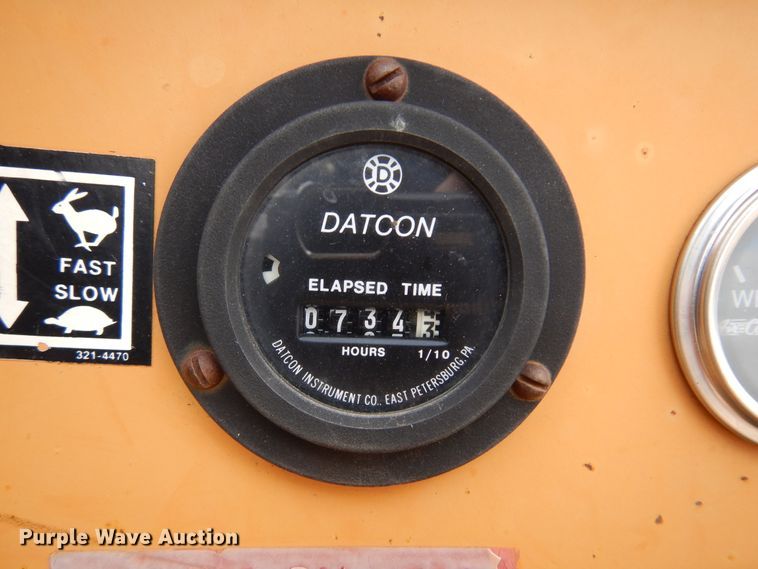 D
DATCON
ELAPSED TIME
0734
HOURS 1/10
DATCON INSTRUMENT CO., EAST PETERSBURG, PA.
FAST
SLOW
321-4470
Purple Wave Auction